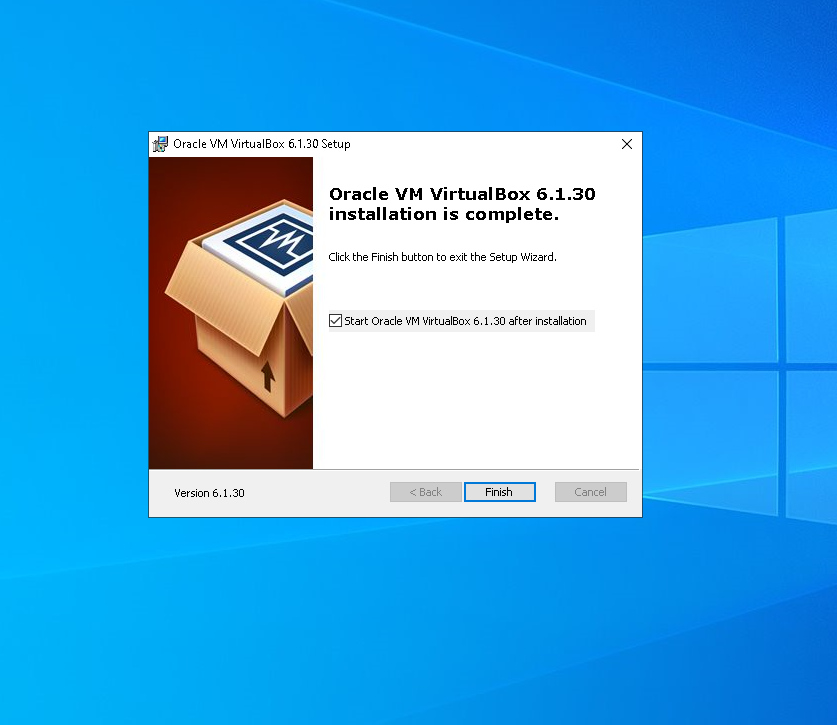 Oracle VM VirtualBox 6.1.30 Setup
Oracle VM VirtualBox 6.1.30
installation is complete.
Click the Finish button to exit the Setup Wizard.
Start Oracle VM VirtualBox 6.1.30 after installation
Version 6.1.30
< Back
Finish
Cancel